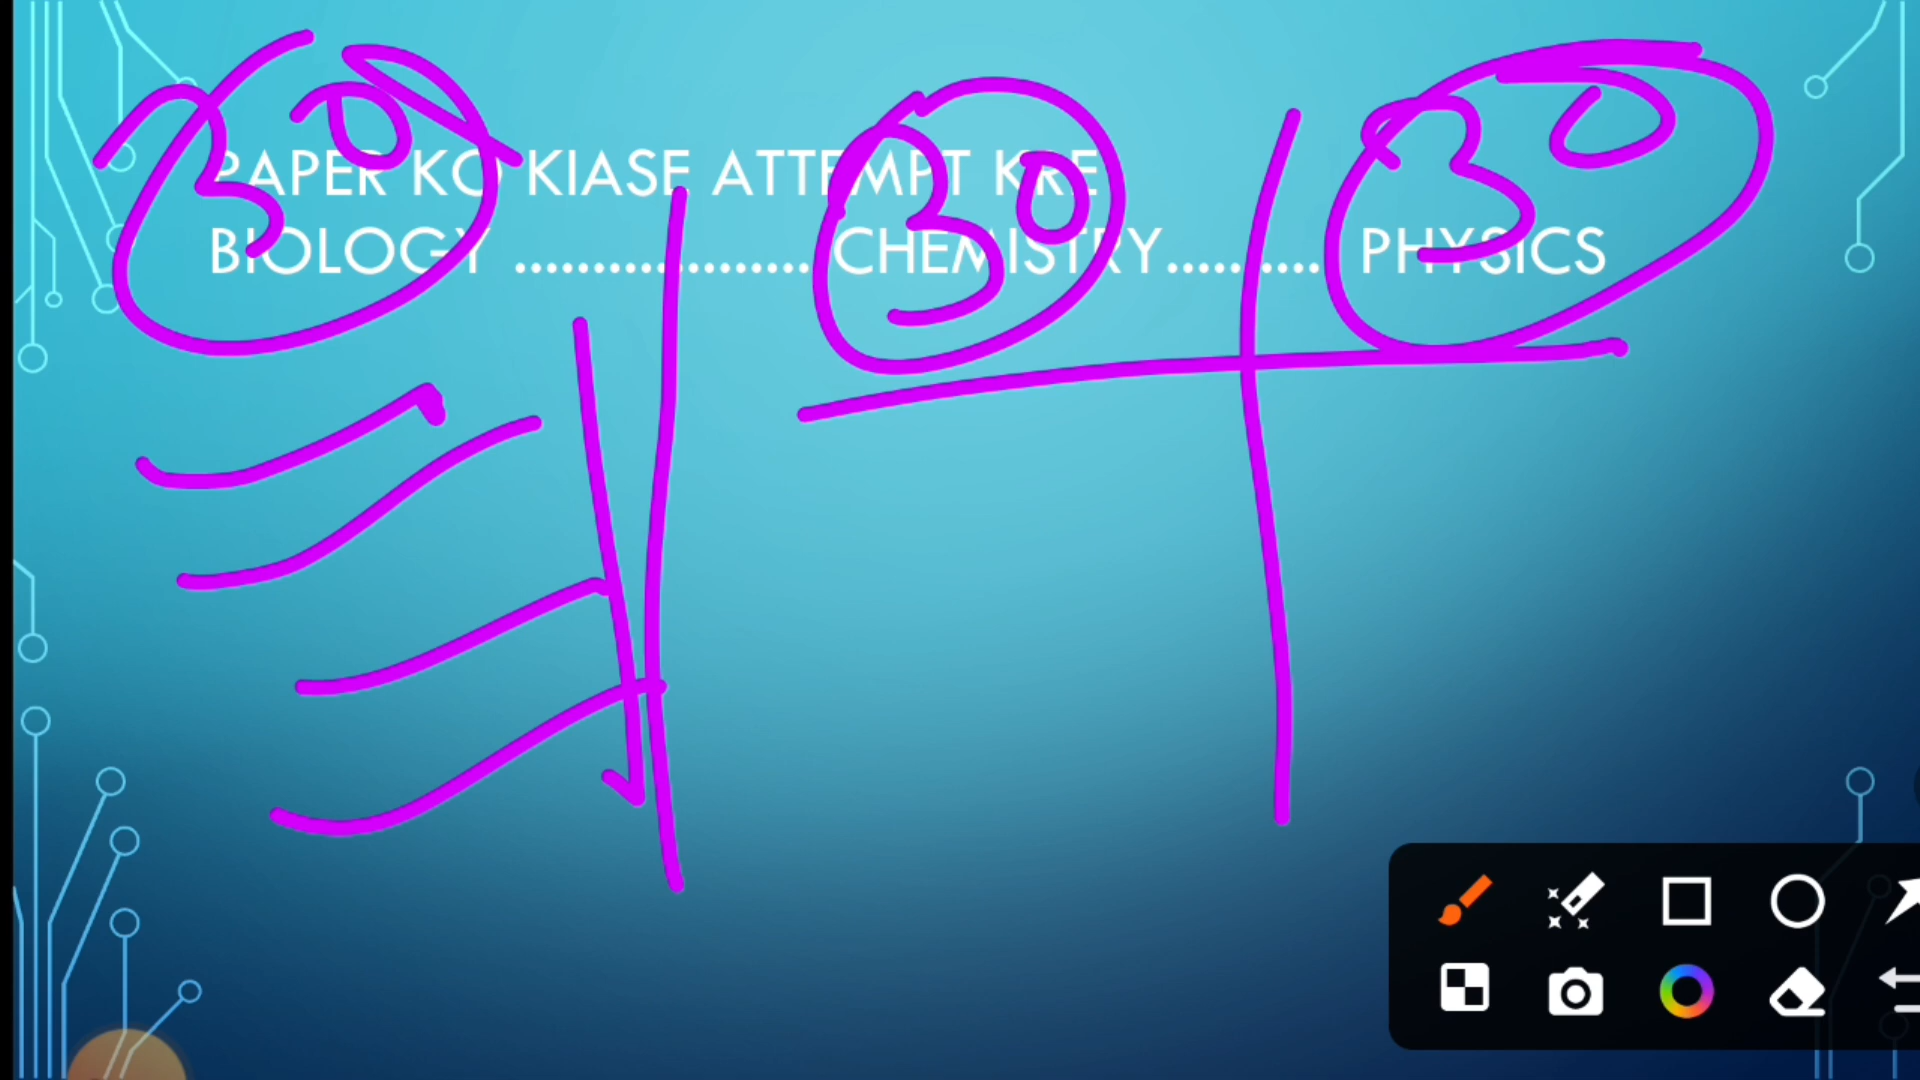 30 30 30
PAPER KO KIASE ATTEMPT KRE
BIOLOGY ................... CHEMISTRY.......... PHYSICS